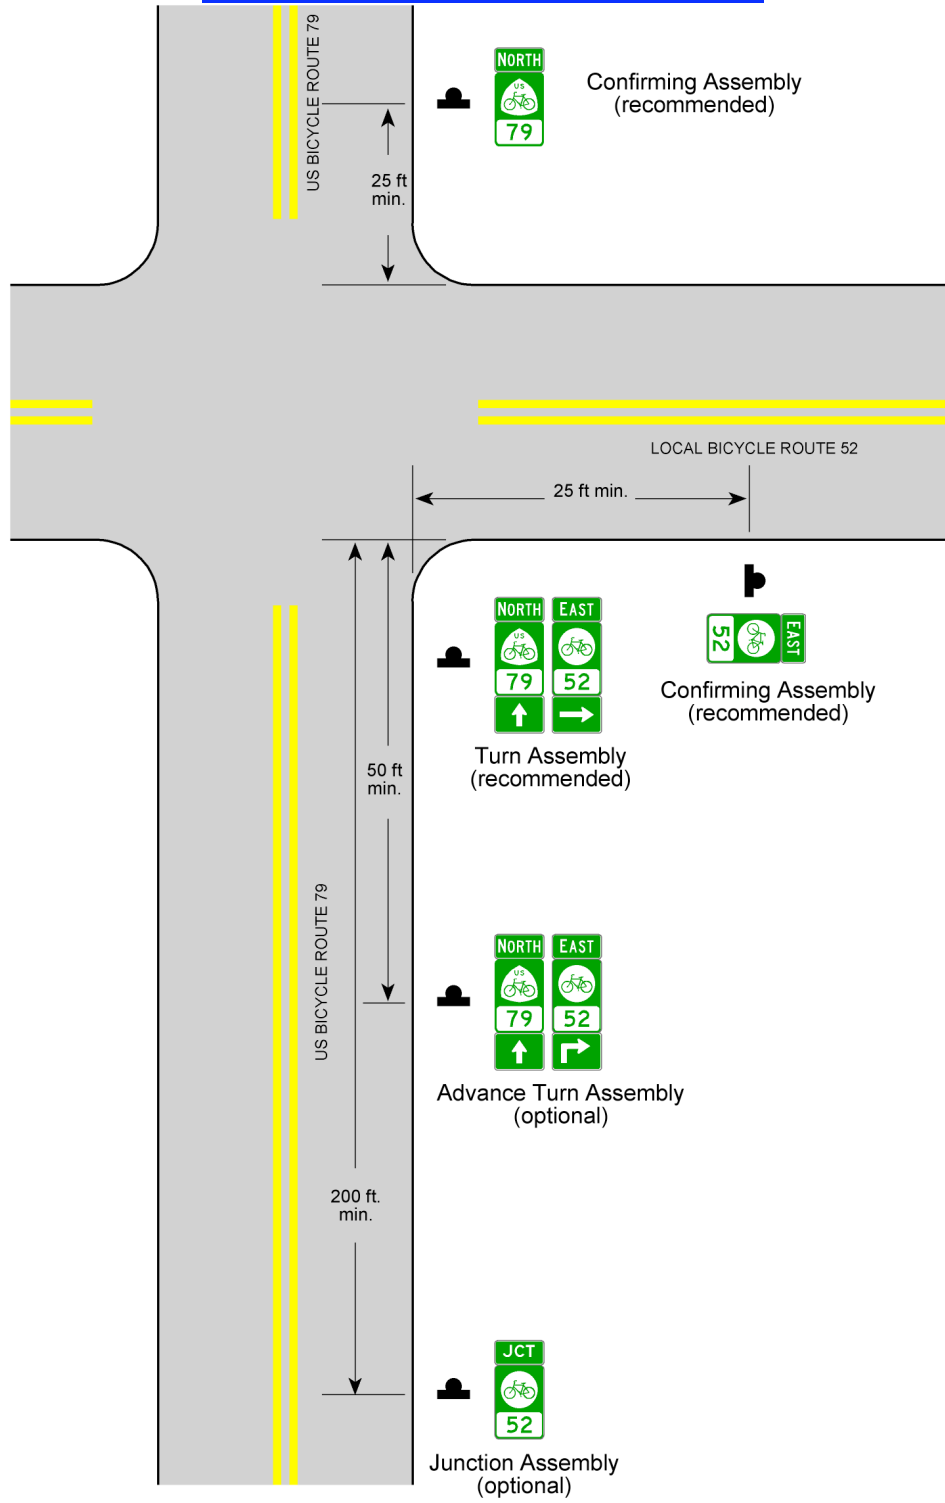 US BICYCLE ROUTE 79
NORTH
US
79
Confirming Assembly
(recommended)
25 ft
min.
LOCAL BICYCLE ROUTE 52
25 ft min.
NORTH
US
79
EAST
52
Turn Assembly
(recommended)
EAST
52
Confirming Assembly
(recommended)
50 ft
min.
US BICYCLE ROUTE 79
NORTH
US
79
EAST
52
Advance Turn Assembly
(optional)
200 ft.
min.
JCT
52
Junction Assembly
(optional)